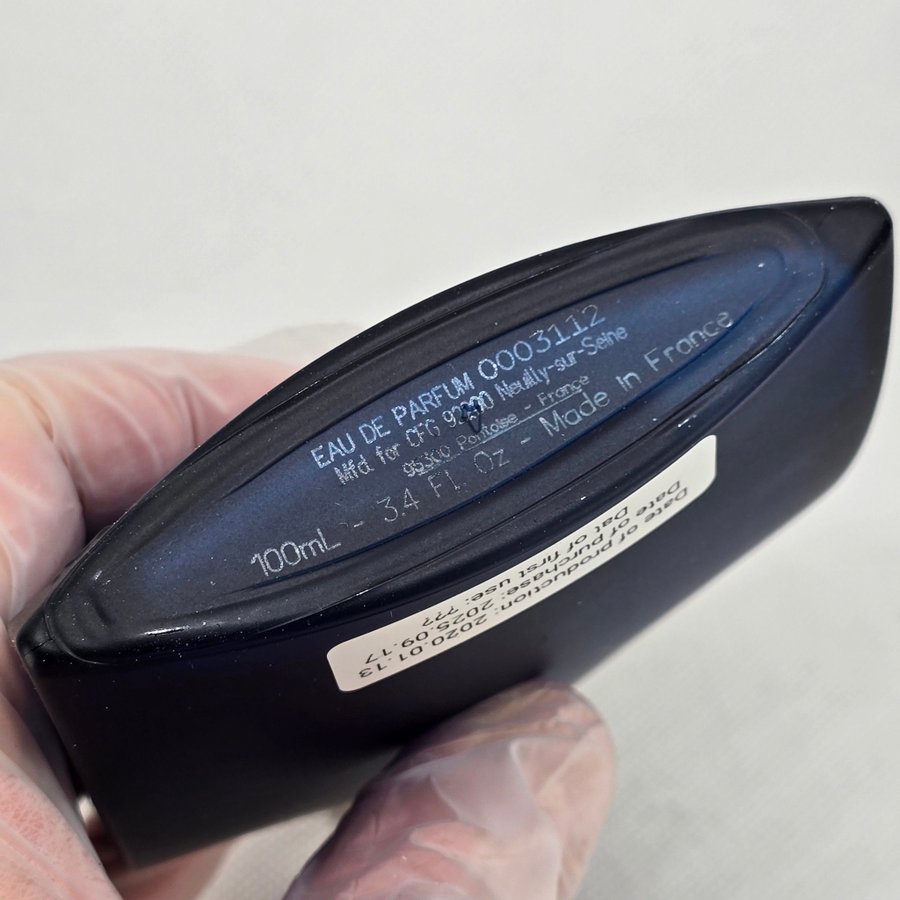 EAU DE PARFUM 0003112
Mfd. for CFG 92200 Neuilly-sur-Seine
95300 Pontoise - France
100mL - 3.4 Fl. Oz - Made in France
Date of production: 2020.01.13
Date of purchase: 2025.09.17
Dat of first use: ???